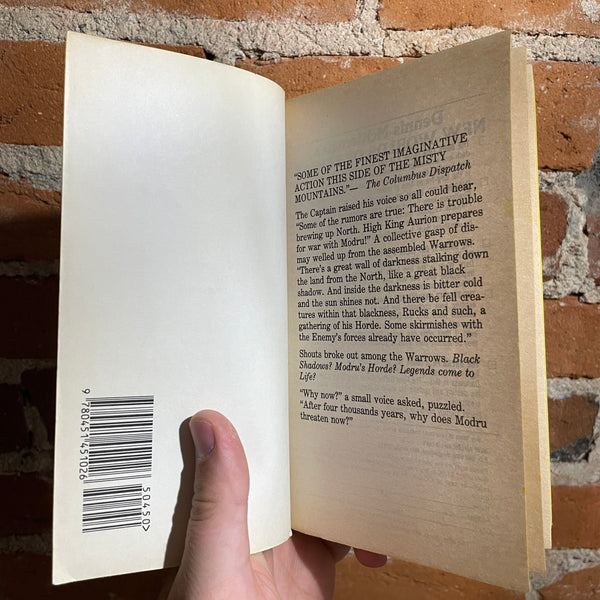 9 780451 451026
50450>
"SOME OF THE FINEST IMAGINATIVE
ACTION THIS SIDE OF THE MISTY
MOUNTAINS."— The Columbus Dispatch
The Captain raised his voice so all could hear,
"Some of the rumors are true: There is trouble
brewing up North. High King Aurion prepares
for war with Modru!" A collective gasp of dis-
may welled up from the assembled Warrows.
"There's a great wall of darkness stalking down
the land from the North, like a great black
shadow. And inside the darkness is bitter cold
and the sun shines not. And there be fell crea-
tures within that blackness, Rucks and such, a
gathering of his Horde. Some skirmishes with
the Enemy's forces already have occurred."
Shouts broke out among the Warrows. Black
Shadows? Modru's Horde? Legends come to
Life?
"Why now?" a small voice asked, puzzled.
"After four thousands years, why does Modru
threaten now?"